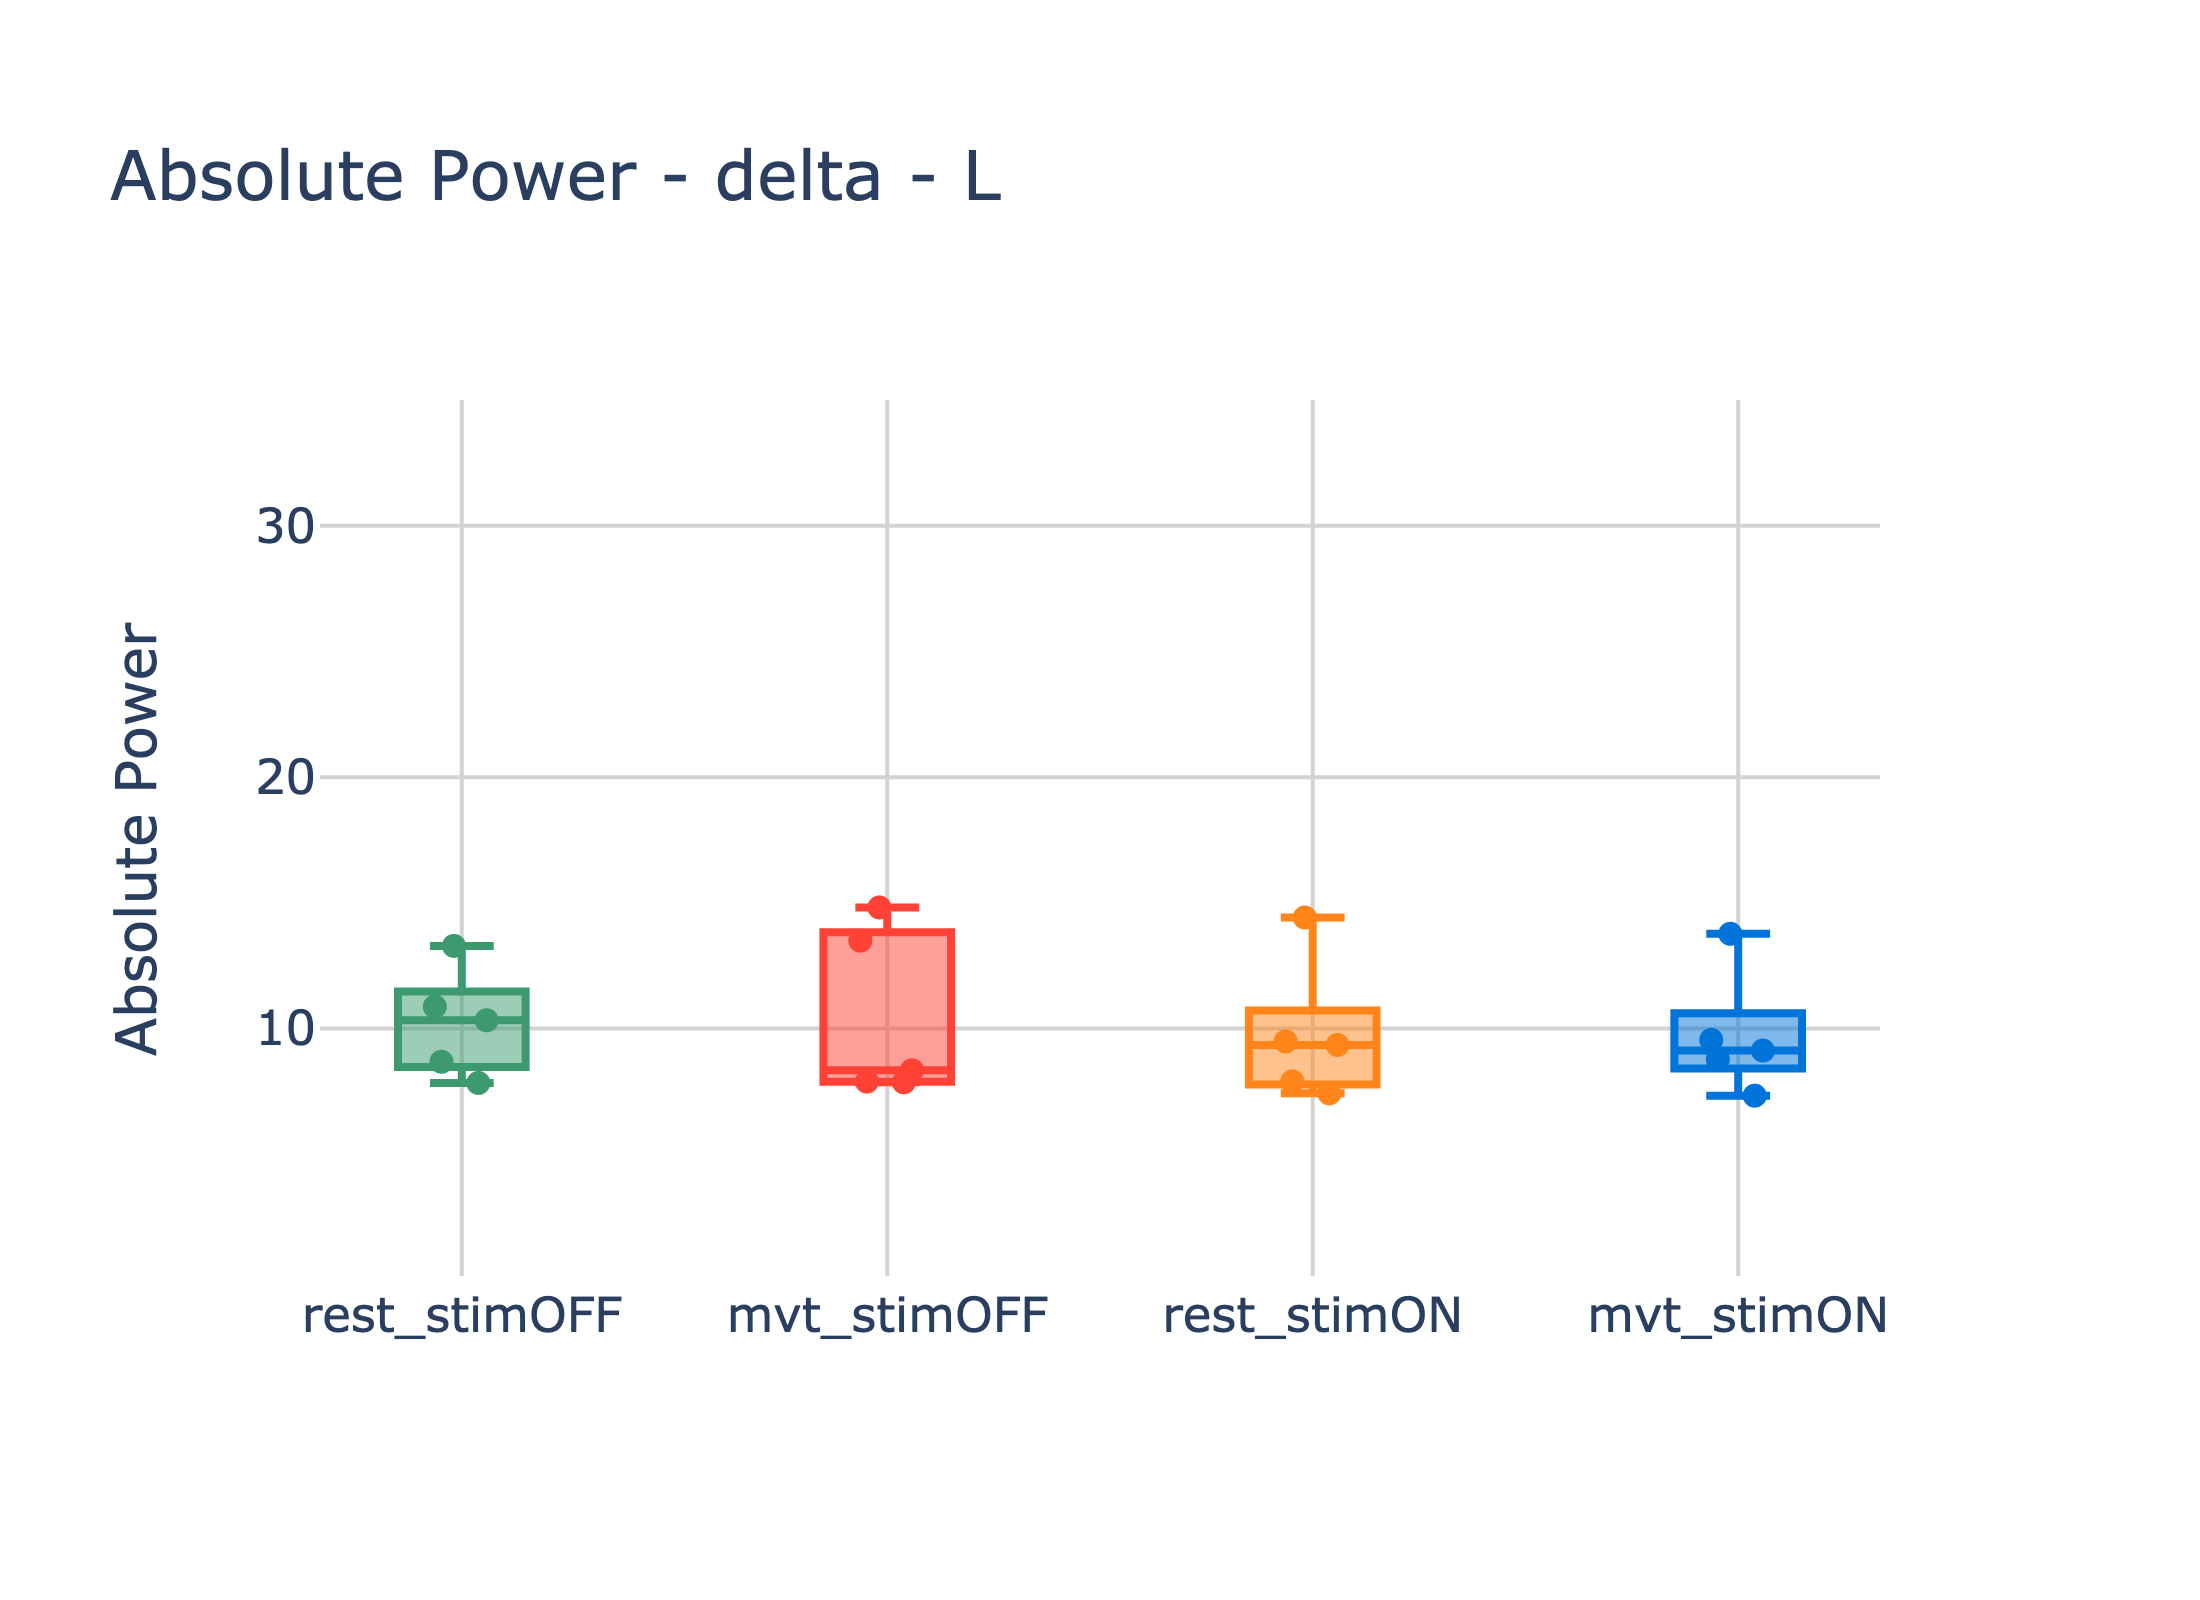 Absolute Power - delta - L
Absolute Power
30
20
10
rest_stimOFF
mvt_stimOFF
rest_stimON
mvt_stimON